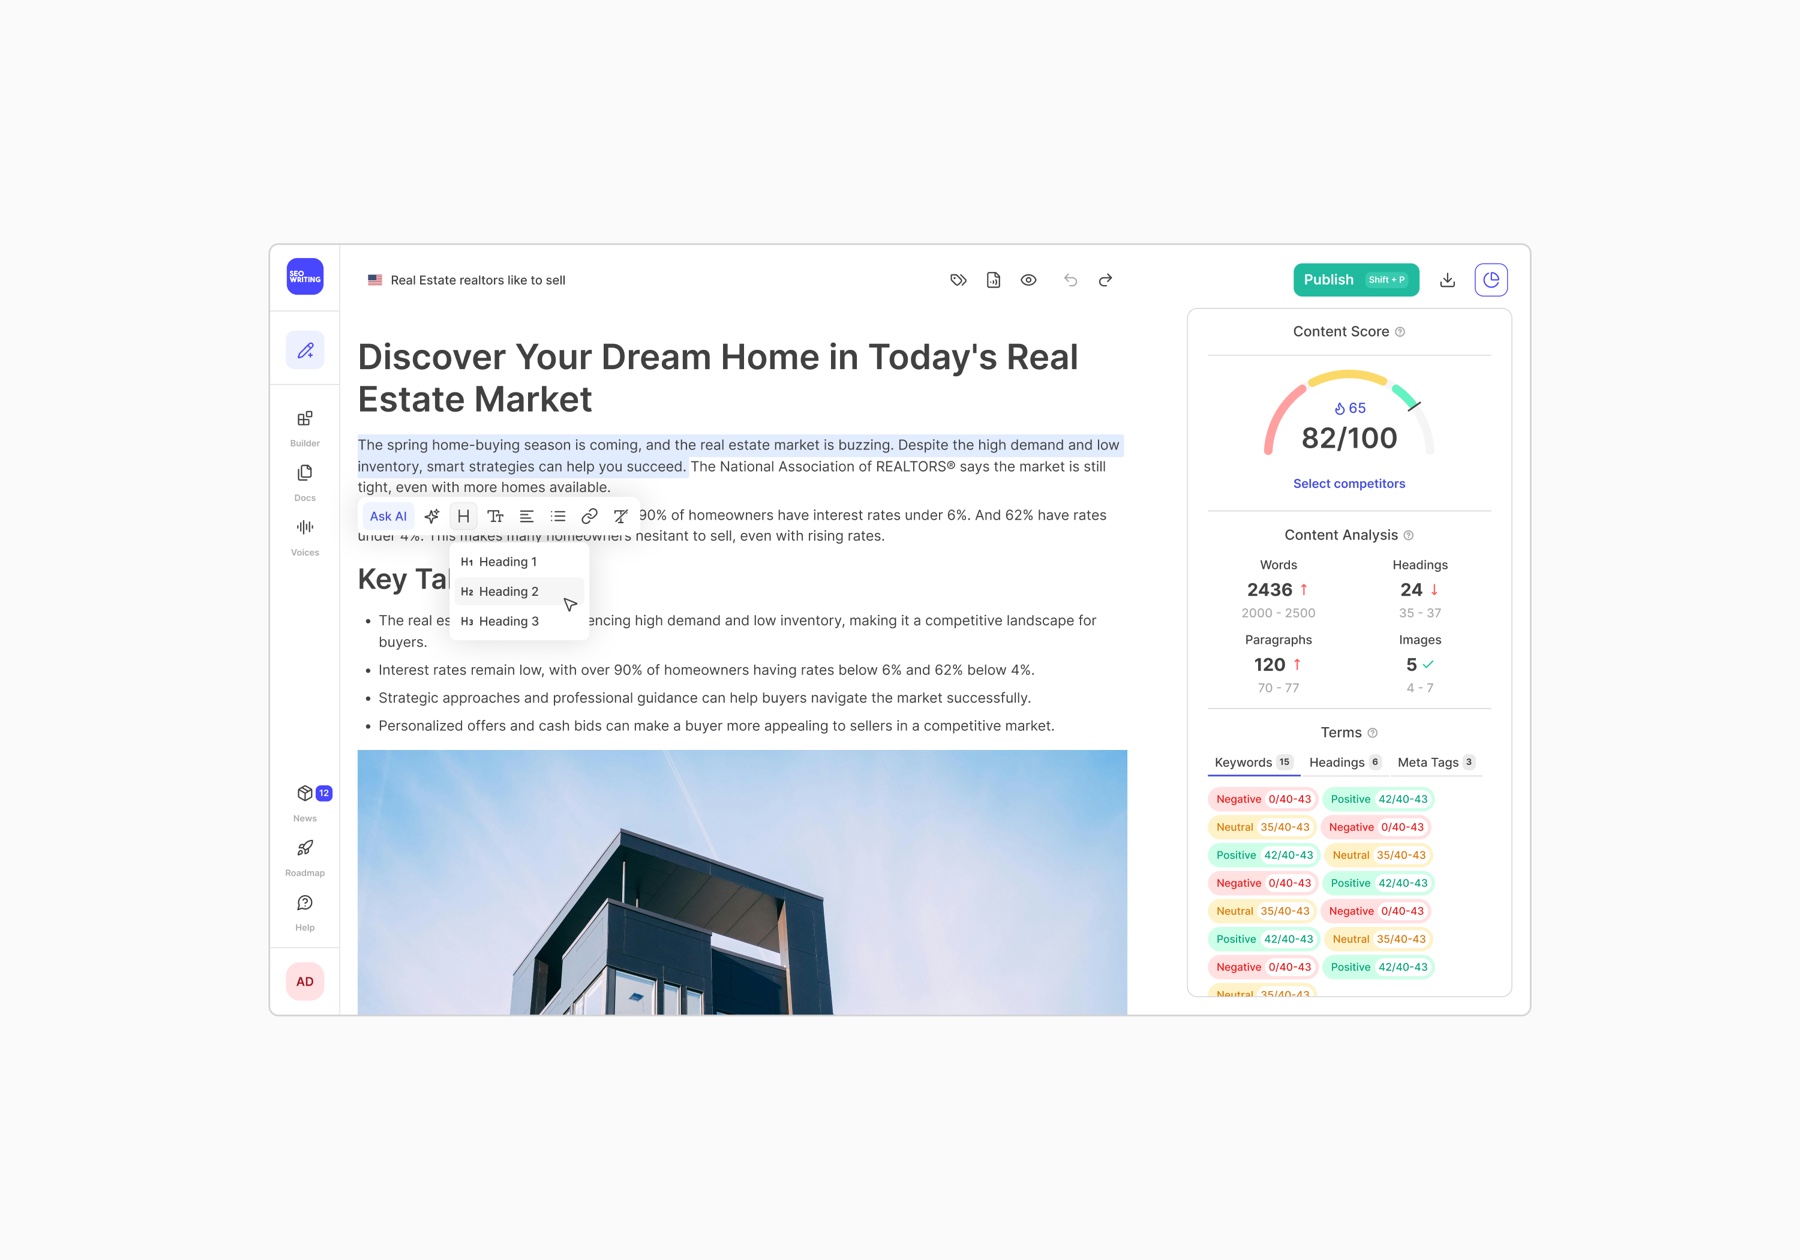 SEO
WRITING
Real Estate realtors like to sell
Publish Shift + P
Builder
Docs
Voices
12
News
Roadmap
Help
AD
Discover Your Dream Home in Today's Real
Estate Market
The spring home-buying season is coming, and the real estate market is buzzing. Despite the high demand and low
inventory, smart strategies can help you succeed. The National Association of REALTORS® says the market is still
tight, even with more homes available.
Ask AI
90% of homeowners have interest rates under 6%. And 62% have rates
under 4%. This makes many homeowners hesitant to sell, even with rising rates.
H1 Heading 1
H2 Heading 2
H3 Heading 3
Key
The real encing high demand and low inventory, making it a competitive landscape for
buyers.
Interest rates remain low, with over 90% of homeowners having rates below 6% and 62% below 4%.
Strategic approaches and professional guidance can help buyers navigate the market successfully.
Personalized offers and cash bids can make a buyer more appealing to sellers in a competitive market.
Content Score
65
82/100
Select competitors
Content Analysis
Words Headings
2436 ↑ 24 ↓
2000 - 2500 35 - 37
Paragraphs Images
120 ↑ 5 ✓
70 - 77 4 - 7
Terms
Keywords 15 Headings 6 Meta Tags 3
Negative 0/40-43 Positive 42/40-43
Neutral 35/40-43 Negative 0/40-43
Positive 42/40-43 Neutral 35/40-43
Negative 0/40-43 Positive 42/40-43
Neutral 35/40-43 Negative 0/40-43
Positive 42/40-43 Neutral 35/40-43
Negative 0/40-43 Positive 42/40-43
Neutral 35/40-43